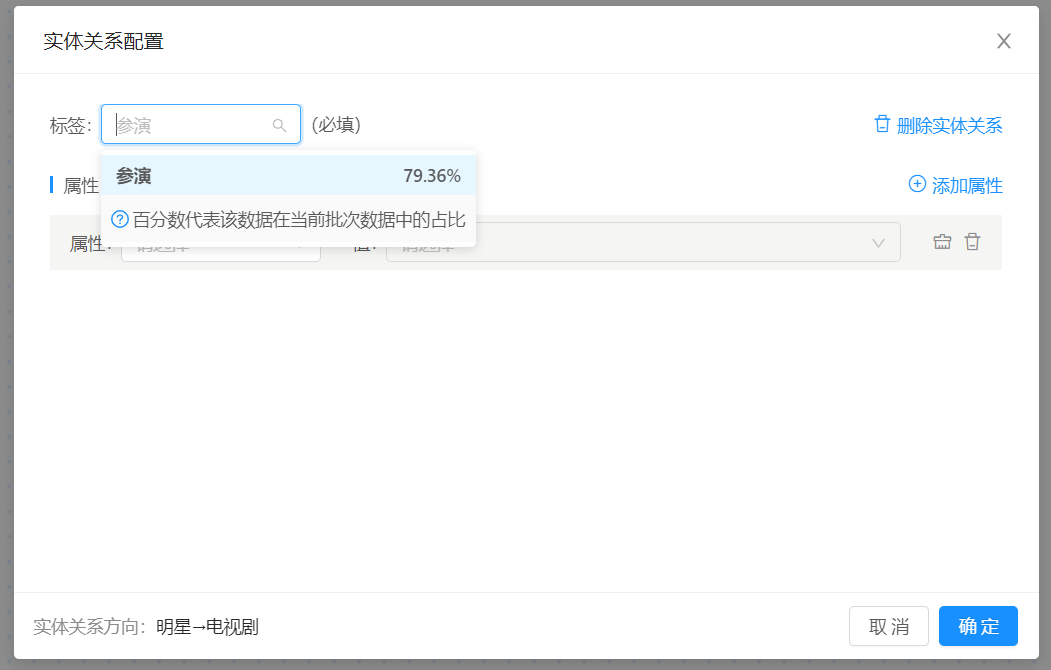 实体关系配置
标签: 参演 (必填) 删除实体关系
参演 79.36%
属性 添加属性
百分数代表该数据在当前批次数据中的占比
属性:
实体关系方向: 明星→电视剧
取 消 确 定